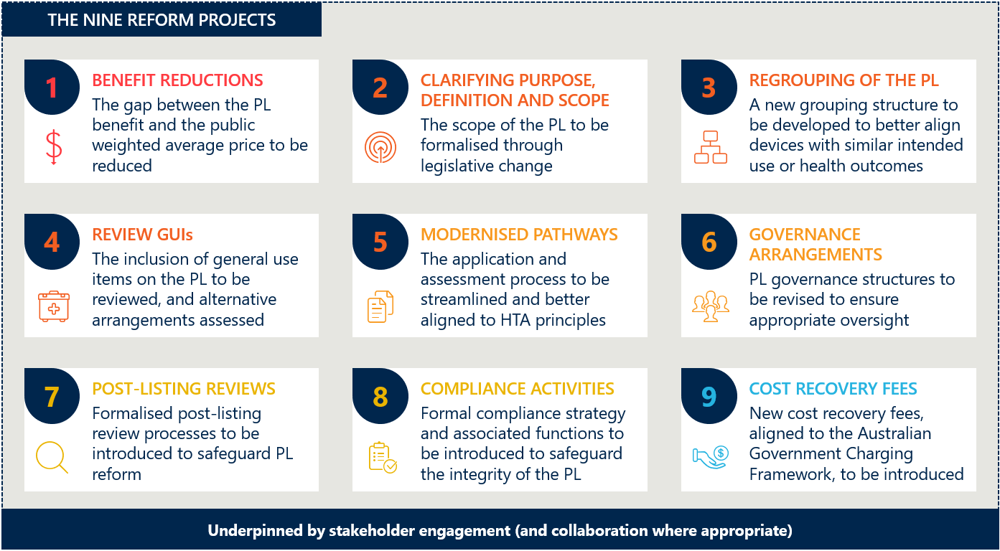 THE NINE REFORM PROJECTS
1
BENEFIT REDUCTIONS
The gap between the PL
benefit and the public
weighted average price to be
reduced
$
2
CLARIFYING PURPOSE,
DEFINITION AND SCOPE
The scope of the PL to be
formalised through
legislative change
3
REGROUPING OF THE PL
A new grouping structure to
be developed to better align
devices with similar intended
use or health outcomes
4
REVIEW GUIs
The inclusion of general use
items on the PL to be
reviewed, and alternative
arrangements assessed
5
MODERNISED PATHWAYS
The application and
assessment process to be
streamlined and better
aligned to HTA principles
6
GOVERNANCE
ARRANGEMENTS
PL governance structures to
be revised to ensure
appropriate oversight
7
POST-LISTING REVIEWS
Formalised post-listing
review processes to be
introduced to safeguard PL
reform
8
COMPLIANCE ACTIVITIES
Formal compliance strategy
and associated functions to
be introduced to safeguard
the integrity of the PL
9
COST RECOVERY FEES
New cost recovery fees,
aligned to the Australian
Government Charging
Framework, to be introduced
$
Underpinned by stakeholder engagement (and collaboration where appropriate)